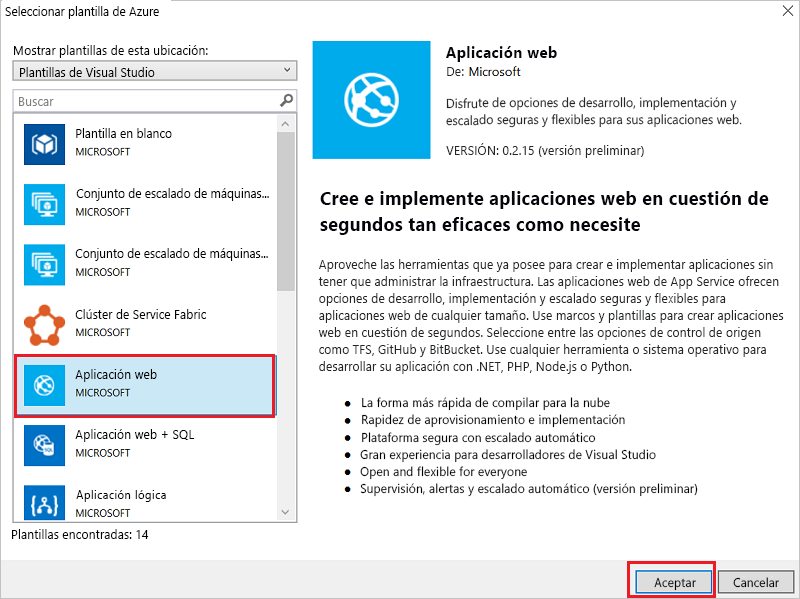 Seleccionar plantilla de Azure
Mostrar plantillas de esta ubicación:
Plantillas de Visual Studio
Buscar
Plantilla en blanco
MICROSOFT
Conjunto de escalado de máquinas...
MICROSOFT
Conjunto de escalado de máquinas...
MICROSOFT
Clúster de Service Fabric
MICROSOFT
Aplicación web
MICROSOFT
Aplicación web + SQL
MICROSOFT
Aplicación lógica
MICROSOFT
Plantillas encontradas: 14
Aplicación web
De: Microsoft
Disfrute de opciones de desarrollo, implementación y
escalado seguras y flexibles para sus aplicaciones web.
VERSIÓN: 0.2.15 (versión preliminar)
Cree e implemente aplicaciones web en cuestión de
segundos tan eficaces como necesite
Aproveche las herramientas que ya posee para crear e implementar aplicaciones sin
tener que administrar la infraestructura. Las aplicaciones web de App Service ofrecen
opciones de desarrollo, implementación y escalado seguras y flexibles para
aplicaciones web de cualquier tamaño. Use marcos y plantillas para crear aplicaciones
web en cuestión de segundos. Seleccione entre las opciones de control de origen
como TFS, GitHub y BitBucket. Use cualquier herramienta o sistema operativo para
desarrollar su aplicación con .NET, PHP, Node.js o Python.
● La forma más rápida de compilar para la nube
● Rapidez de aprovisionamiento e implementación
● Plataforma segura con escalado automático
● Gran experiencia para desarrolladores de Visual Studio
● Open and flexible for everyone
● Supervisión, alertas y escalado automático (versión preliminar)
Aceptar
Cancelar